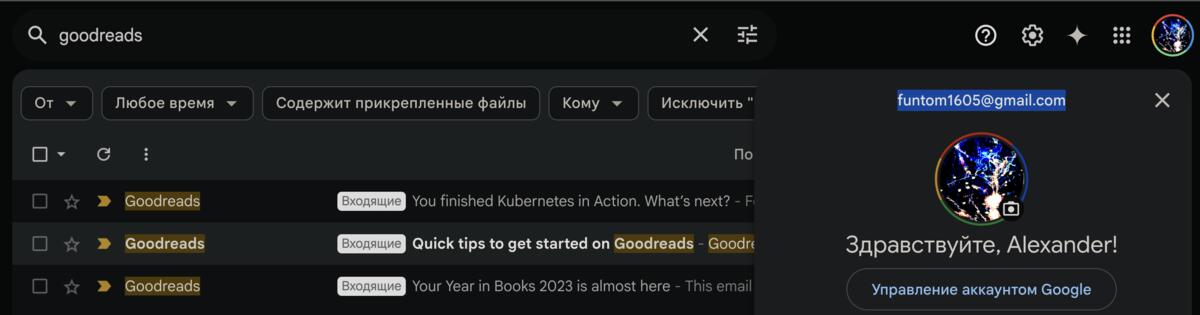 goodreads
От
Любое время
Содержит прикрепленные файлы
Кому
Исключить "
funtom1605@gmail.com
По
Goodreads Входящие You finished Kubernetes in Action. What's next? - Fo
Goodreads Входящие Quick tips to get started on Goodreads - Goodre
Goodreads Входящие Your Year in Books 2023 is almost here - This email
Здравствуйте, Alexander!
Управление аккаунтом Google